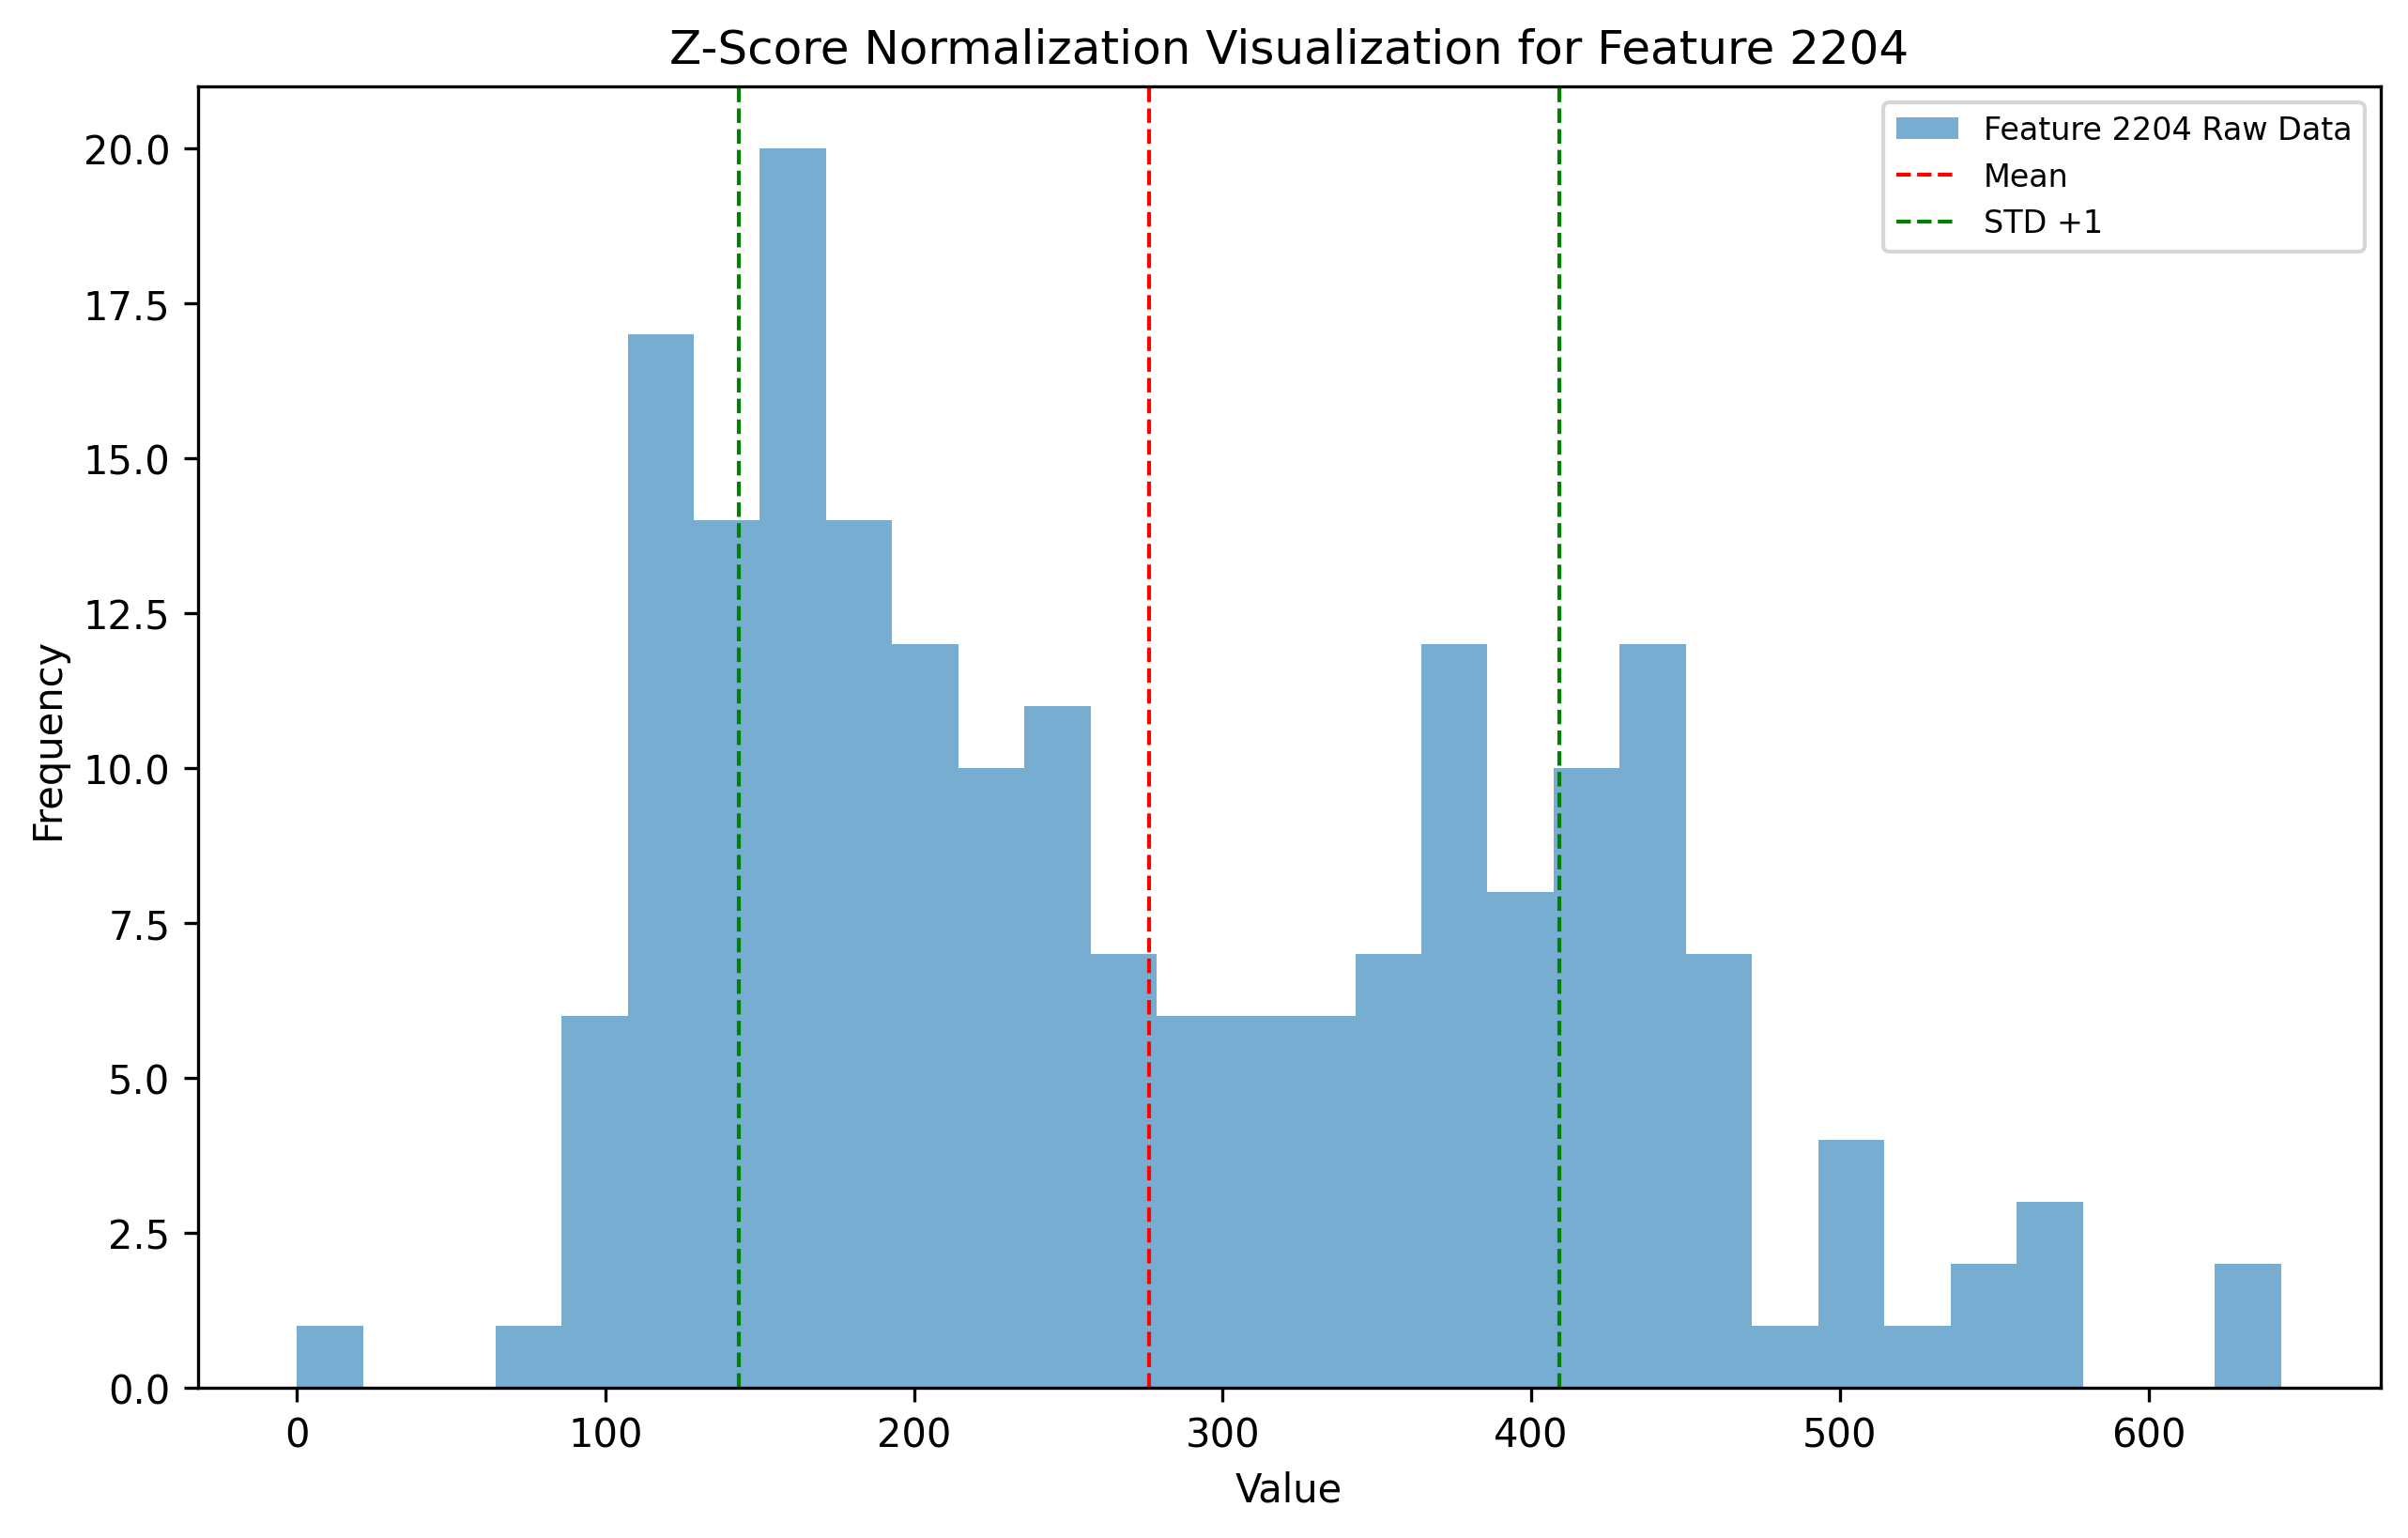 Z-Score Normalization Visualization for Feature 2204
Feature 2204 Raw Data
Mean
STD +1
20.0
17.5
15.0
12.5
10.0
7.5
5.0
2.5
0.0
Frequency
0 100 200 300 400 500 600
Value